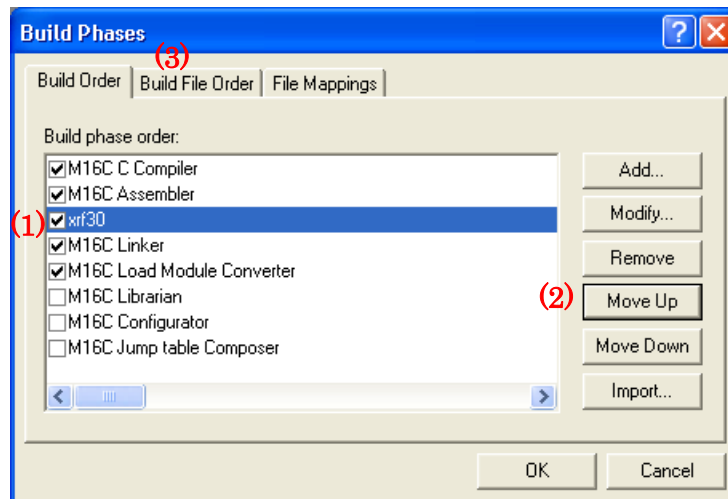 Build Phases
(3)
Build Order Build File Order File Mappings
Build phase order:
M16C C Compiler
Add...
M16C Assembler
(1) xrf30
Modify...
M16C Linker
Remove
M16C Load Module Converter
M16C Librarian
(2) Move Up
M16C Configurator
M16C Jump table Composer
Move Down
Import...
OK Cancel